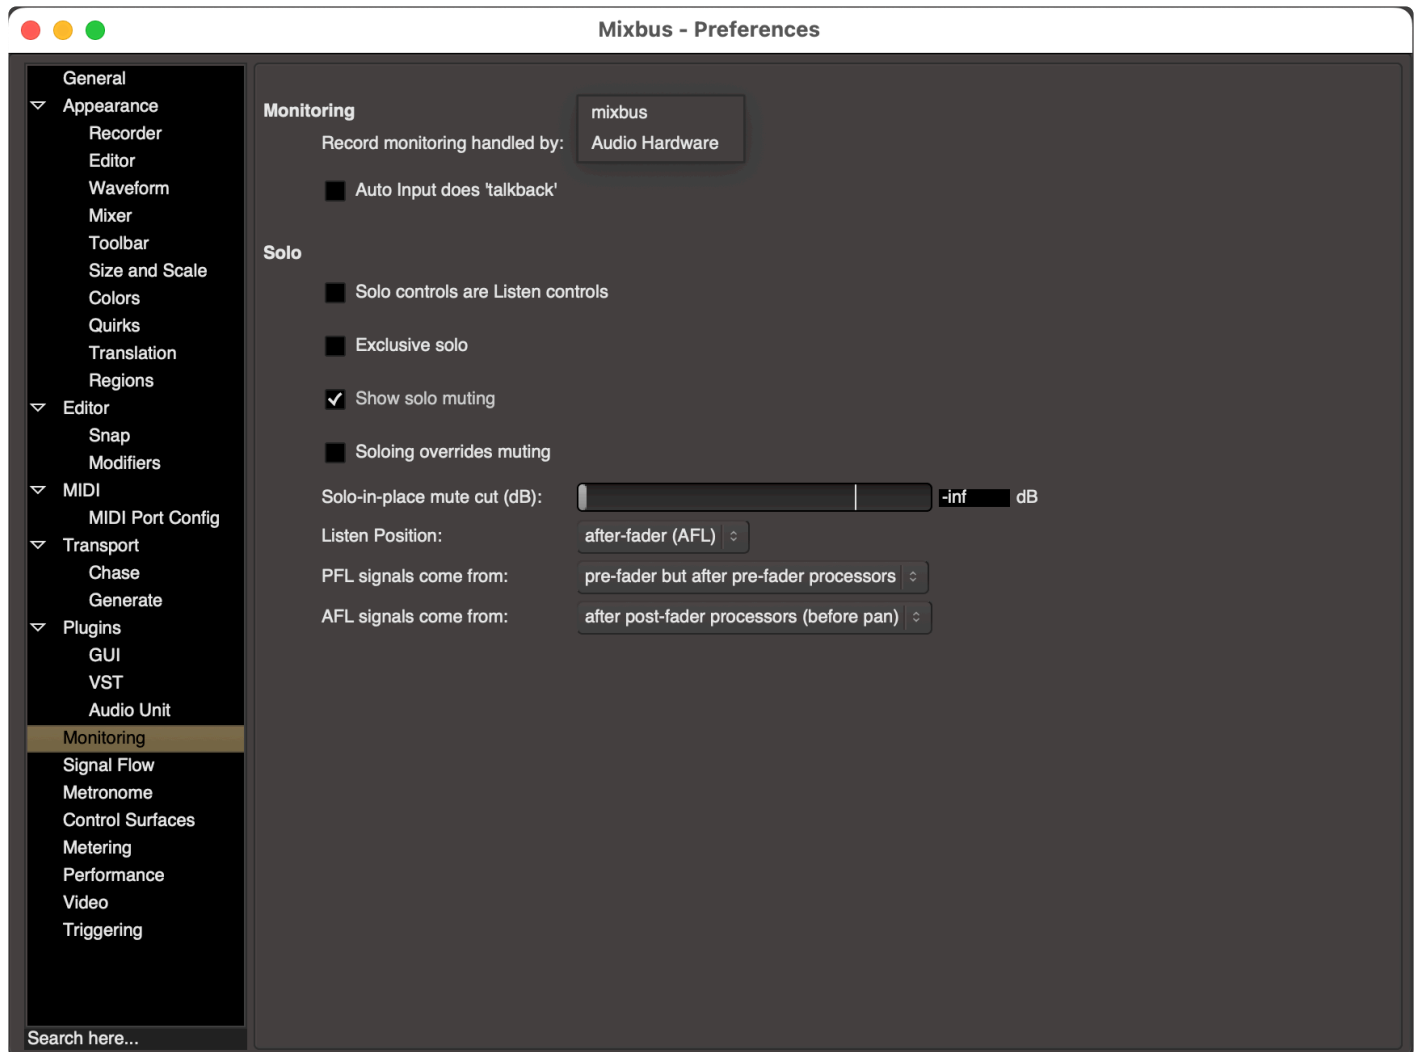 Mixbus - Preferences
General
Appearance
Recorder
Editor
Waveform
Mixer
Toolbar
Size and Scale
Colors
Quirks
Translation
Regions
Editor
Snap
Modifiers
MIDI
MIDI Port Config
Transport
Chase
Generate
Plugins
GUI
VST
Audio Unit
Monitoring
Signal Flow
Metronome
Control Surfaces
Metering
Performance
Video
Triggering
Search here...
Monitoring
mixbus
Record monitoring handled by: Audio Hardware
Auto Input does 'talkback'
Solo
Solo controls are Listen controls
Exclusive solo
Show solo muting
Soloing overrides muting
Solo-in-place mute cut (dB): -inf dB
Listen Position: after-fader (AFL)
PFL signals come from: pre-fader but after pre-fader processors
AFL signals come from: after post-fader processors (before pan)